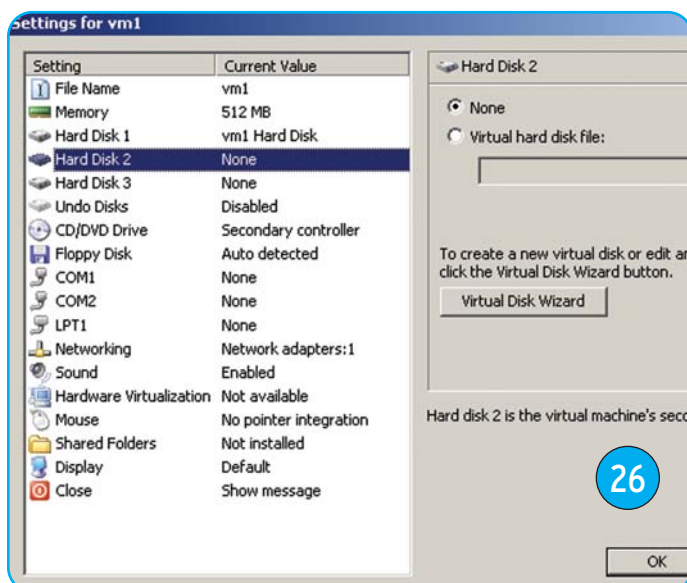 Settings for vm1
Setting Current Value
File Name vm1
Memory 512 MB
Hard Disk 1 vm1 Hard Disk
Hard Disk 2 None
Hard Disk 3 None
Undo Disks Disabled
CD/DVD Drive Secondary controller
Floppy Disk Auto detected
COM1 None
COM2 None
LPT1 None
Networking Network adapters:1
Sound Enabled
Hardware Virtualization Not available
Mouse No pointer integration
Shared Folders Not installed
Display Default
Close Show message
Hard Disk 2
None
Virtual hard disk file:
To create a new virtual disk or edit
click the Virtual Disk Wizard button.
Virtual Disk Wizard
Hard disk 2 is the virtual machine's
26
OK